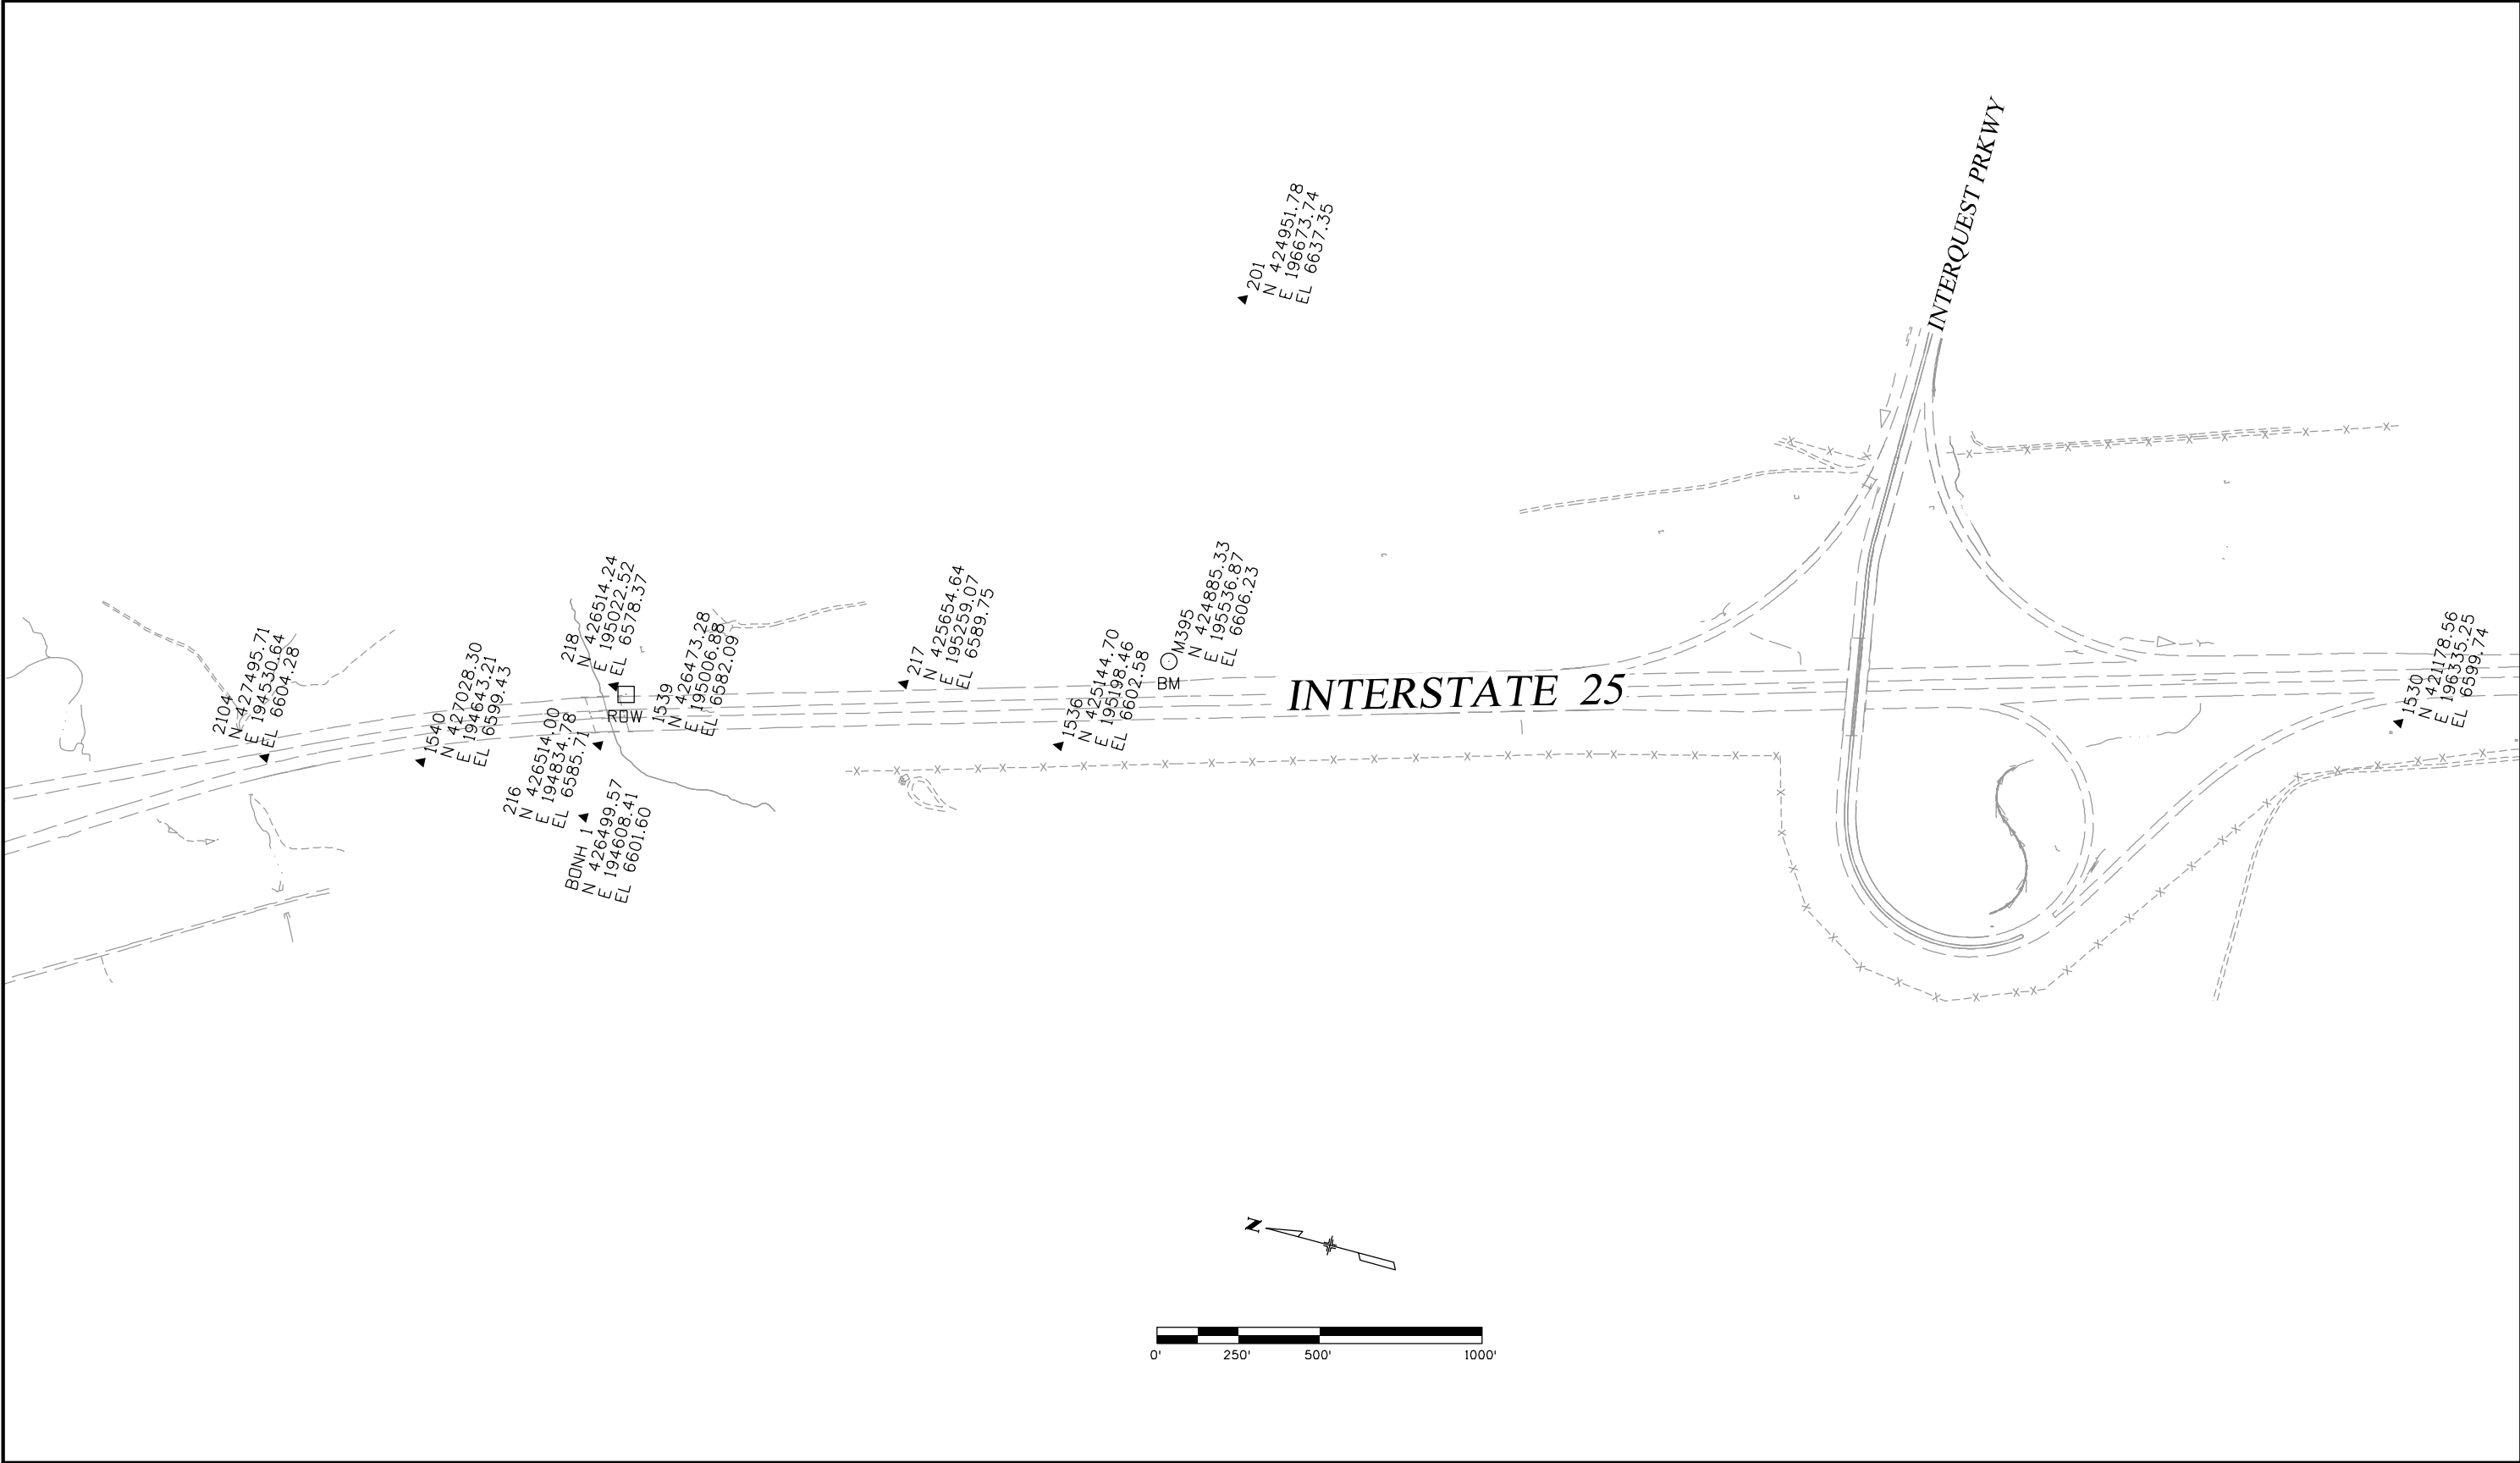 INTERQUEST PRKWY
201
N 424951.78
E 196673.74
EL 6637.35
2104
N 427495.71
E 194530.64
EL 6604.28
1540
N 427028.30
E 194643.21
EL 6599.43
218
N 426514.24
E 195022.52
EL 6578.37
ROW
1539
N 426473.28
E 195006.88
EL 6582.09
216
N 426514.00
E 194834.78
EL 6585.71
BONH 1
N 426499.57
E 194608.41
EL 6601.60
217
N 425654.64
E 195259.07
EL 6589.75
1536
N 425144.70
E 195198.46
EL 6602.58
M395
N 424885.33
E 195536.87
EL 6606.23
BM
INTERSTATE 25
1530
N 421178.56
E 196335.25
EL 6599.74
N
0' 250' 500' 1000'